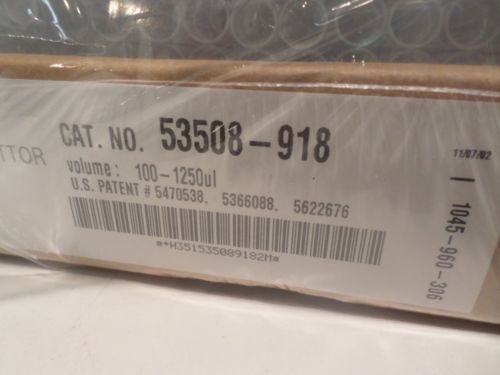 TTOR
CAT. NO. 53508-918
volume: 100-1250ul
U.S. PATENT # 5470538, 5366088, 5622676
*+H351535089182M*
11/07/02
1045-960-306